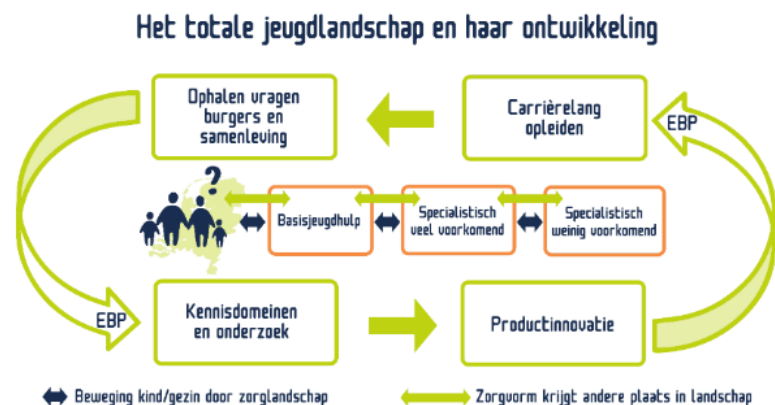 Het totale jeugdlandschap en haar ontwikkeling
Ophalen vragen
burgers en
samenleving
Carrièrelang
opleiden
EBP
?
Basisjeugdhulp
Specialistisch
veel voorkomend
Specialistisch
weinig voorkomend
EBP
Kennisdomeinen
en onderzoek
Productinnovatie
Beweging kind/gezin door zorglandschap
Zorgvorm krijgt andere plaats in landschap